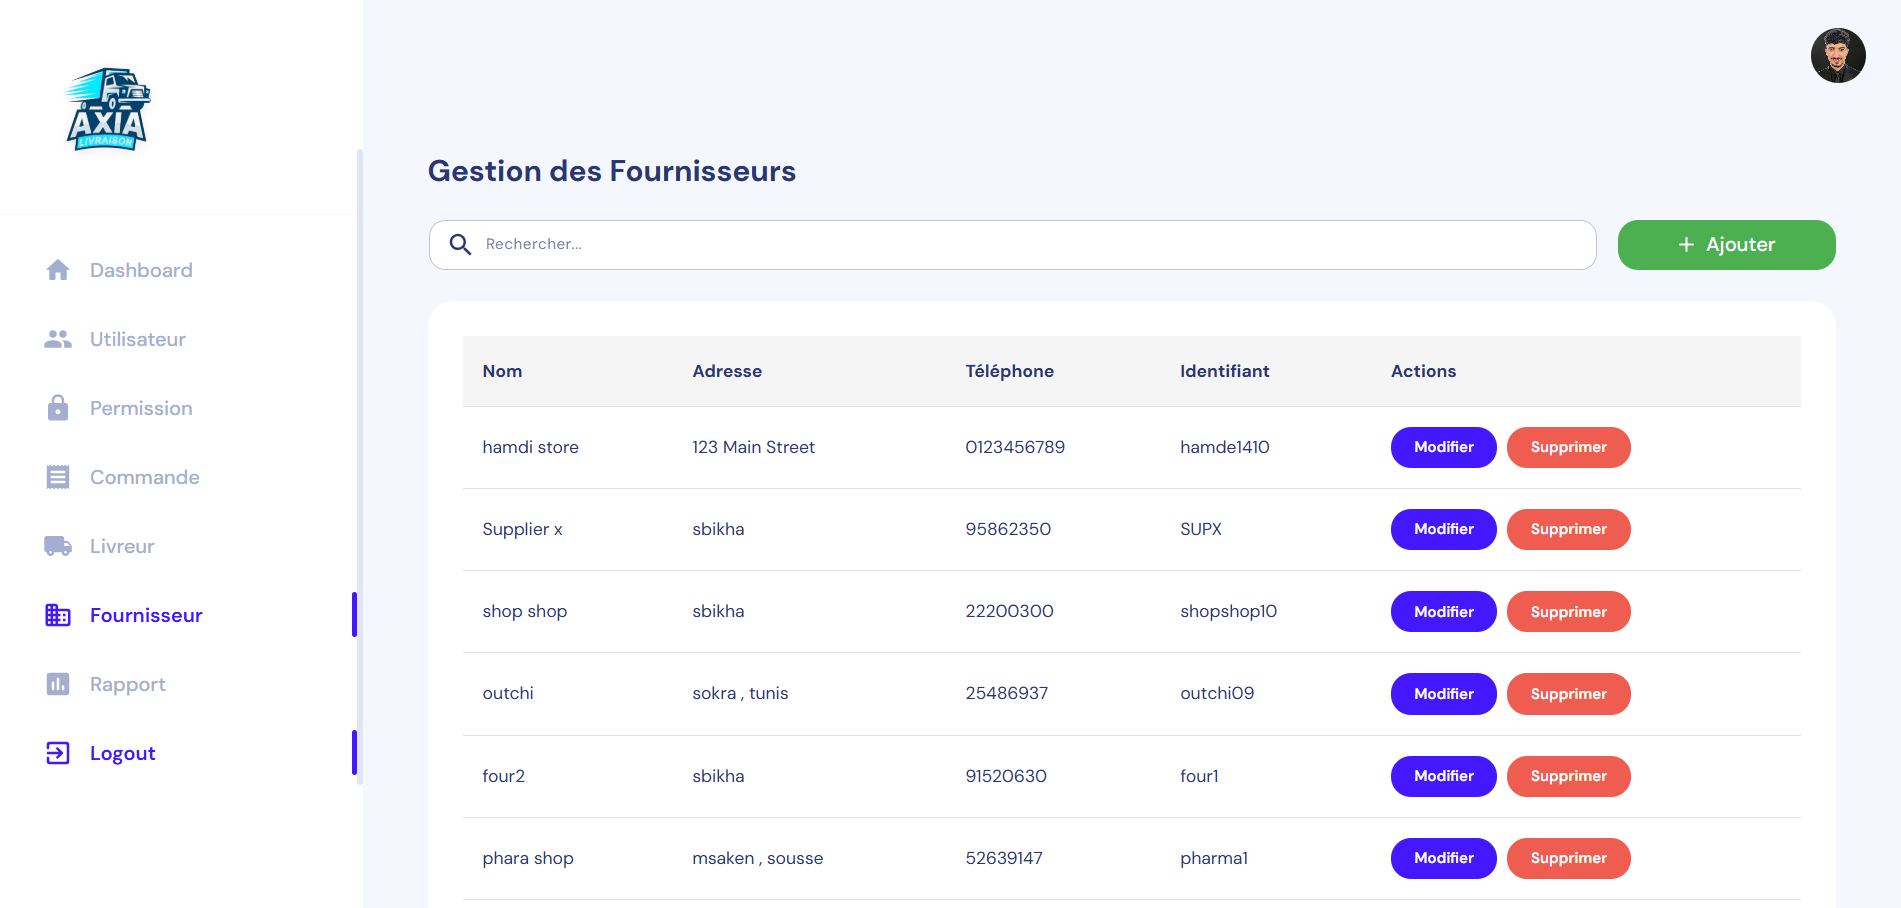 AXIA
LIVRAISON
Dashboard
Utilisateur
Permission
Commande
Livreur
Fournisseur
Rapport
Logout
Gestion des Fournisseurs
Rechercher...
+ Ajouter
Nom Adresse Téléphone Identifiant Actions
hamdi store 123 Main Street 0123456789 hamde1410 Modifier Supprimer
Supplier x sbikha 95862350 SUPX Modifier Supprimer
shop shop sbikha 22200300 shopshop10 Modifier Supprimer
outchi sokra , tunis 25486937 outchi09 Modifier Supprimer
four2 sbikha 91520630 four1 Modifier Supprimer
phara shop msaken , sousse 52639147 pharma1 Modifier Supprimer